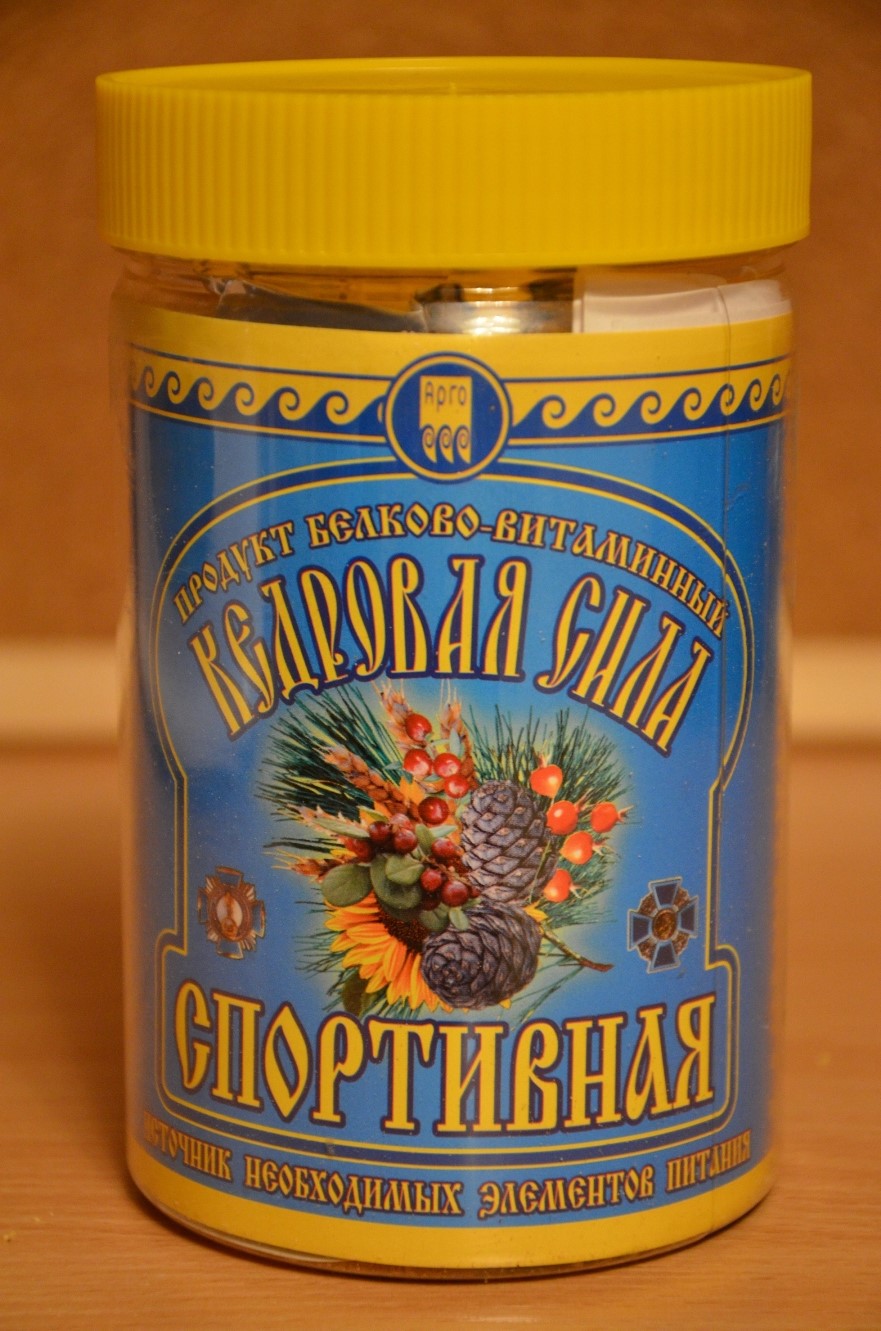 Арго
ПРОДУКТ БЕЛКОВО-ВИТАМИННЫЙ
КЕДРОВАЯ СИЛА
СПОРТИВНАЯ
ИСТОЧНИК НЕОБХОДИМЫХ ЭЛЕМЕНТОВ ПИТАНИЯ